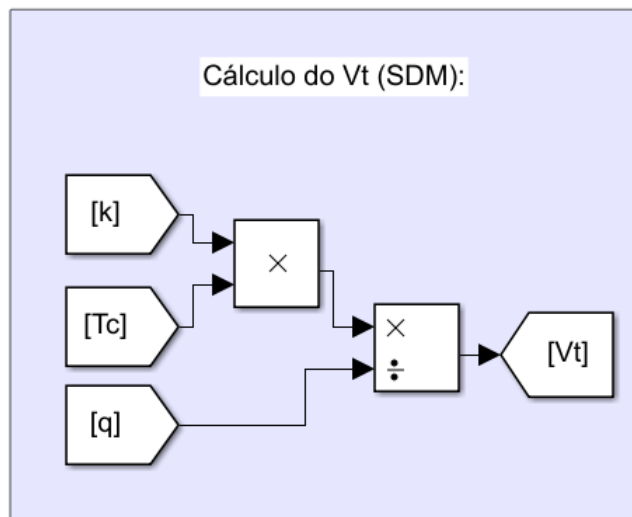 Cálculo do Vt (SDM):
[k]
×
[Tc]
×
÷
[Vt]
[q]